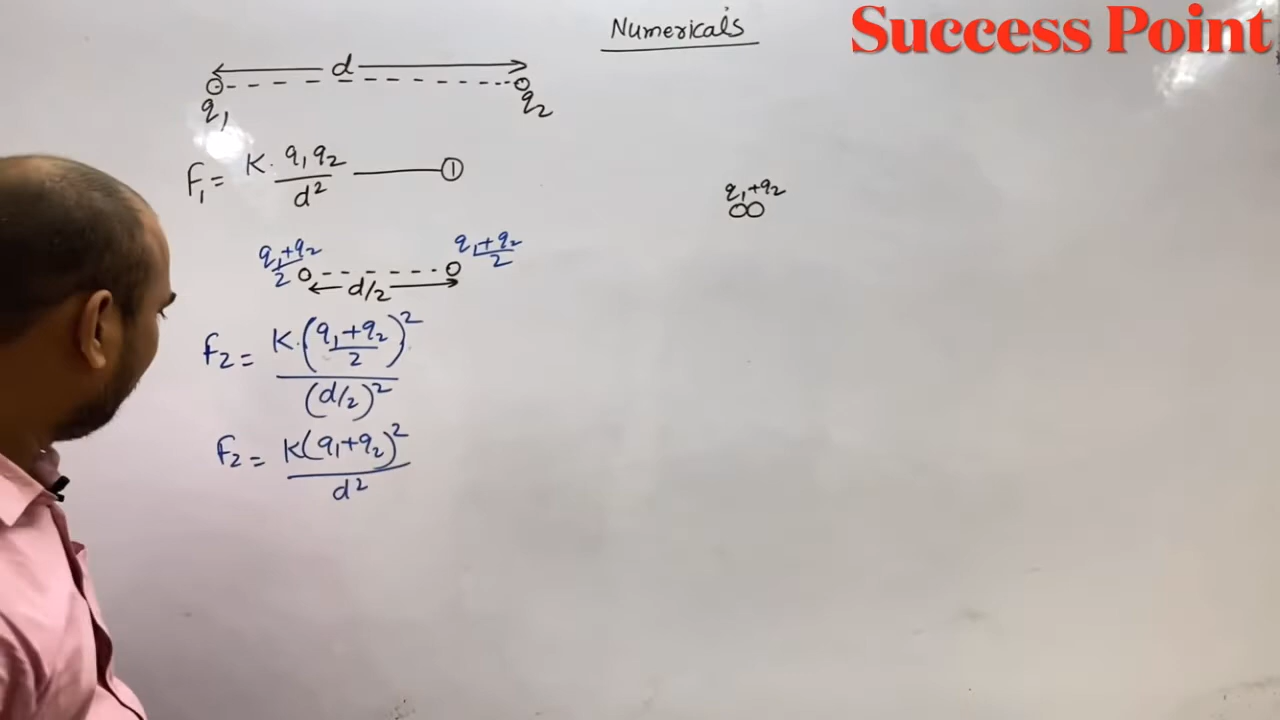 Numericals
Success Point
d
q₁ q₂
F₁ = K. q₁q₂ / d² —— ①
q₁+q₂
(q₁+q₂)/2 (q₁+q₂)/2
d/2
F₂ = K.((q₁+q₂)/2)² / (d/2)²
F₂ = K(q₁+q₂)² / d²